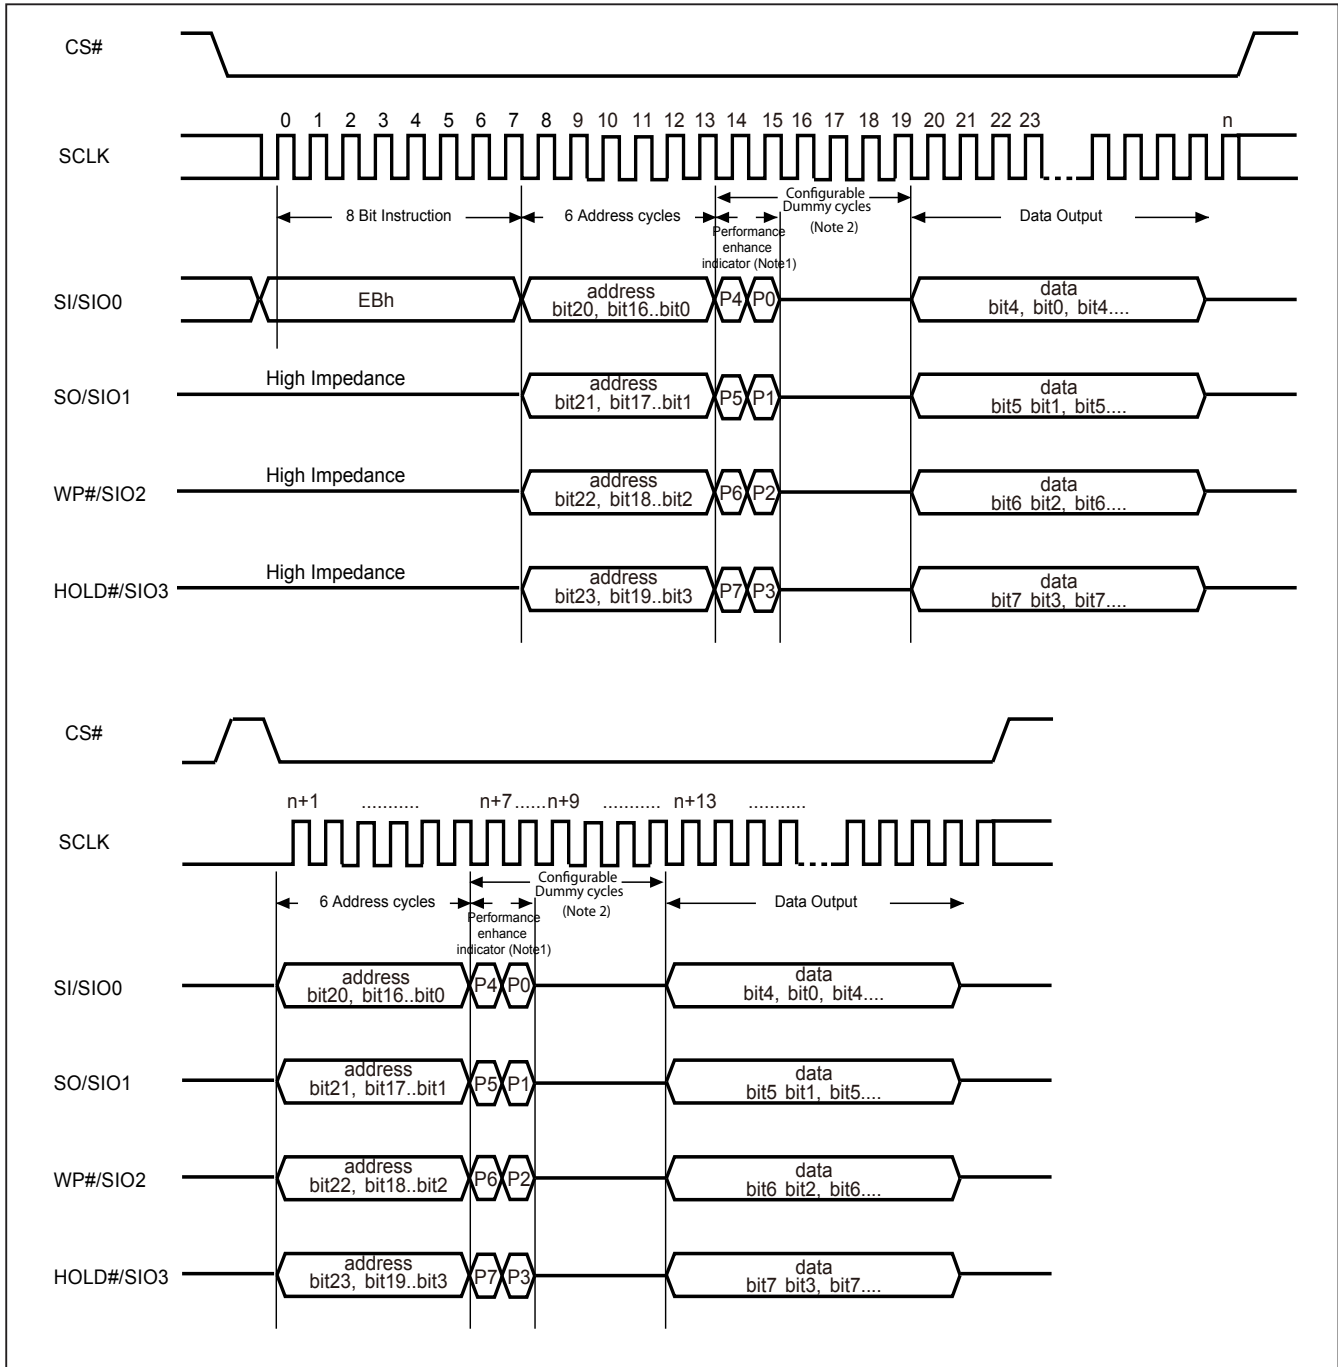 CS#
0 1 2 3 4 5 6 7 8 9 10 11 12 13 14 15 16 17 18 19 20 21 22 23 n
SCLK
8 Bit Instruction
6 Address cycles
Configurable
Dummy cycles
(Note 2)
Performance
enhance
indicator (Note1)
Data Output
SI/SIO0
EBh
address
bit20, bit16..bit0
P4
P0
data
bit4, bit0, bit4....
SO/SIO1
High Impedance
address
bit21, bit17..bit1
P5
P1
data
bit5 bit1, bit5....
WP#/SIO2
High Impedance
address
bit22, bit18..bit2
P6
P2
data
bit6 bit2, bit6....
HOLD#/SIO3
High Impedance
address
bit23, bit19..bit3
P7
P3
data
bit7 bit3, bit7....
CS#
n+1 ........... n+7......n+9 ........... n+13 ...........
SCLK
6 Address cycles
Configurable
Dummy cycles
(Note 2)
Performance
enhance
indicator (Note1)
Data Output
SI/SIO0
address
bit20, bit16..bit0
P4
P0
data
bit4, bit0, bit4....
SO/SIO1
address
bit21, bit17..bit1
P5
P1
data
bit5 bit1, bit5....
WP#/SIO2
address
bit22, bit18..bit2
P6
P2
data
bit6 bit2, bit6....
HOLD#/SIO3
address
bit23, bit19..bit3
P7
P3
data
bit7 bit3, bit7....